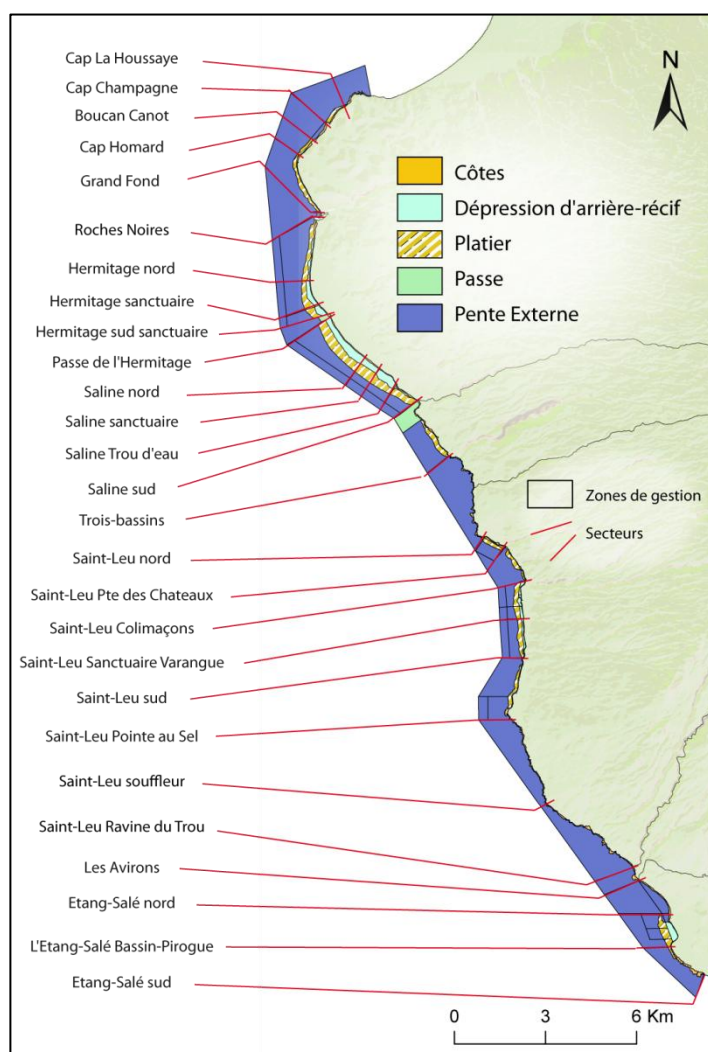 Cap La Houssaye
Cap Champagne
Boucan Canot
Cap Homard
Grand Fond
Roches Noires
Hermitage nord
Hermitage sanctuaire
Hermitage sud sanctuaire
Passe de l'Hermitage
Saline nord
Saline sanctuaire
Saline Trou d'eau
Saline sud
Trois-bassins
Saint-Leu nord
Saint-Leu Pte des Chateaux
Saint-Leu Colimaçons
Saint-Leu Sanctuaire Varangue
Saint-Leu sud
Saint-Leu Pointe au Sel
Saint-Leu souffleur
Saint-Leu Ravine du Trou
Les Avirons
Etang-Salé nord
L'Etang-Salé Bassin-Pirogue
Etang-Salé sud
N
Côtes
Dépression d'arrière-récif
Platier
Passe
Pente Externe
Zones de gestion
Secteurs
0 3 6 Km